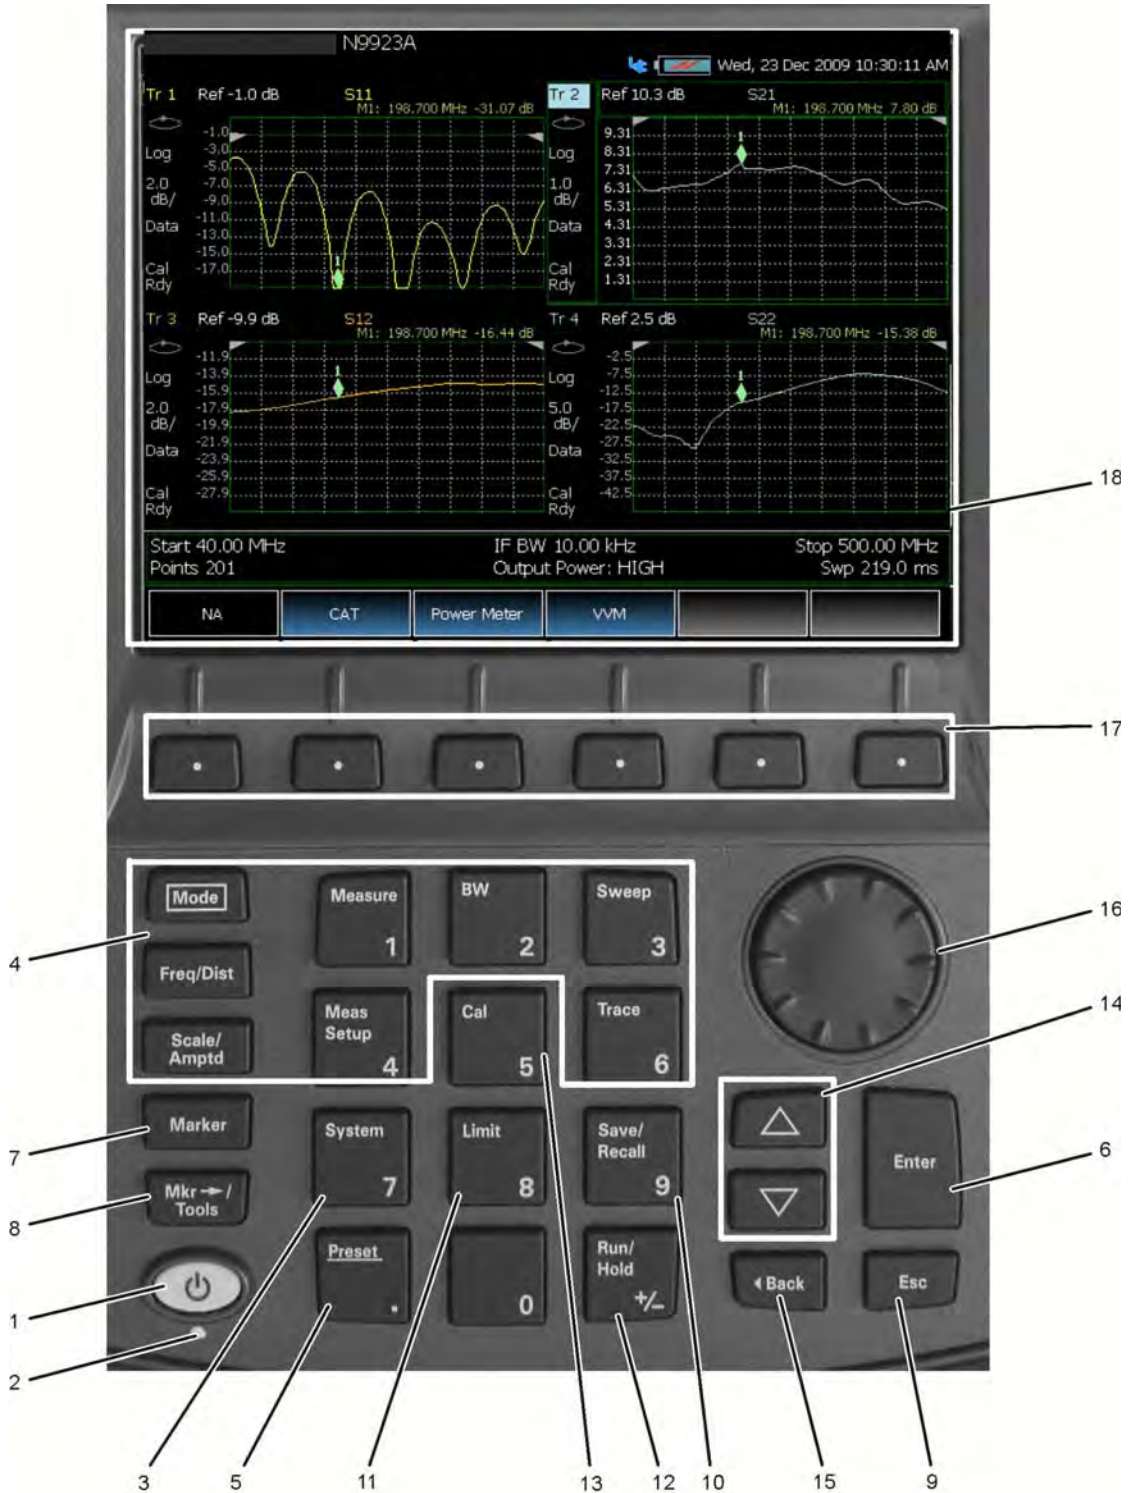 N9923A
Wed, 23 Dec 2009 10:30:11 AM
Tr 1 Ref -1.0 dB S11
M1: 198.700 MHz -31.07 dB
Log
2.0
dB/
Data
Cal
Rdy
-1.0
-3.0
-5.0
-7.0
-9.0
-11.0
-13.0
-15.0
-17.0
1
Tr 2 Ref 10.3 dB S21
M1: 198.700 MHz 7.80 dB
Log
1.0
dB/
Data
Cal
Rdy
9.31
8.31
7.31
6.31
5.31
4.31
3.31
2.31
1.31
1
Tr 3 Ref -9.9 dB S12
M1: 198.700 MHz -16.44 dB
Log
2.0
dB/
Data
Cal
Rdy
-11.9
-13.9
-15.9
-17.9
-19.9
-21.9
-23.9
-25.9
-27.9
1
Tr 4 Ref 2.5 dB S22
M1: 198.700 MHz -15.38 dB
Log
5.0
dB/
Data
Cal
Rdy
-2.5
-7.5
-12.5
-17.5
-22.5
-27.5
-32.5
-37.5
-42.5
1
Start 40.00 MHz IF BW 10.00 kHz Stop 500.00 MHz
Points 201 Output Power: HIGH Swp 219.0 ms
NA CAT Power Meter VVM
18
17
Mode
Measure
1
BW
2
Sweep
3
16
4
Freq/Dist
Scale/
Amptd
Meas
Setup
4
Cal
5
Trace
6
14
Marker
System
7
Limit
8
Save/
Recall
9
Enter
6
7
8
Mkr → /
Tools
Preset
.
0
Run/
Hold
+/-
Back
Esc
1
2
3
5
11
13
12
10
15
9